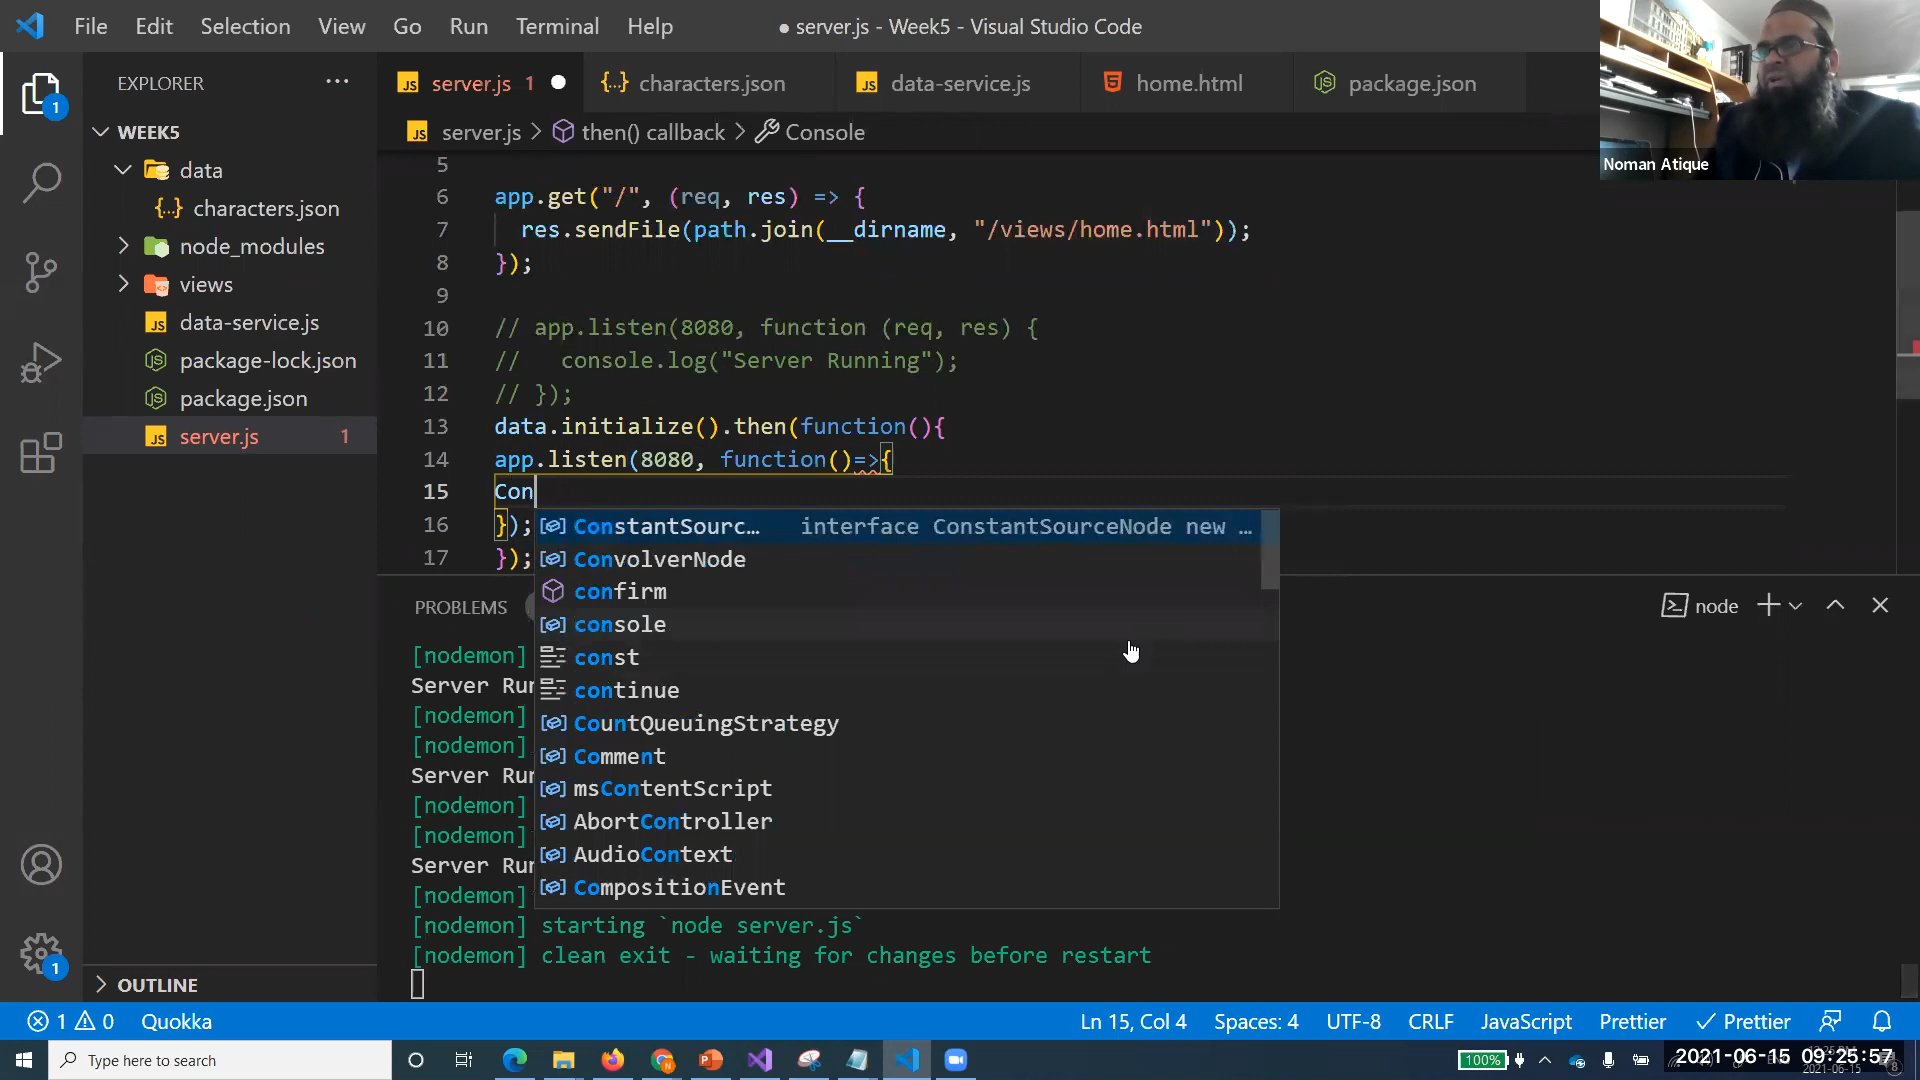 File Edit Selection View Go Run Terminal Help
● server.js - Week5 - Visual Studio Code
Noman Atique
EXPLORER ...
WEEK5
data
characters.json
node_modules
views
data-service.js
package-lock.json
package.json
server.js 1
OUTLINE
server.js 1 characters.json data-service.js home.html package.json
server.js > then() callback > Console
5
6 app.get("/", (req, res) => {
7 res.sendFile(path.join(__dirname, "/views/home.html"));
8 });
9
10 // app.listen(8080, function (req, res) {
11 // console.log("Server Running");
12 // });
13 data.initialize().then(function(){
14 app.listen(8080, function()=>{
15 Con
16 });
17 });
ConstantSourc... interface ConstantSourceNode new ...
ConvolverNode
confirm
console
const
continue
CountQueuingStrategy
Comment
msContentScript
AbortController
AudioContext
CompositionEvent
PROBLEMS
node
[nodemon]
Server Run
[nodemon]
[nodemon]
Server Run
[nodemon]
[nodemon]
Server Run
[nodemon]
[nodemon] starting `node server.js`
[nodemon] clean exit - waiting for changes before restart
1 0 Quokka
Ln 15, Col 4 Spaces: 4 UTF-8 CRLF JavaScript Prettier Prettier
Type here to search
100%
2021-06-15 09:25:57
2021-06-15